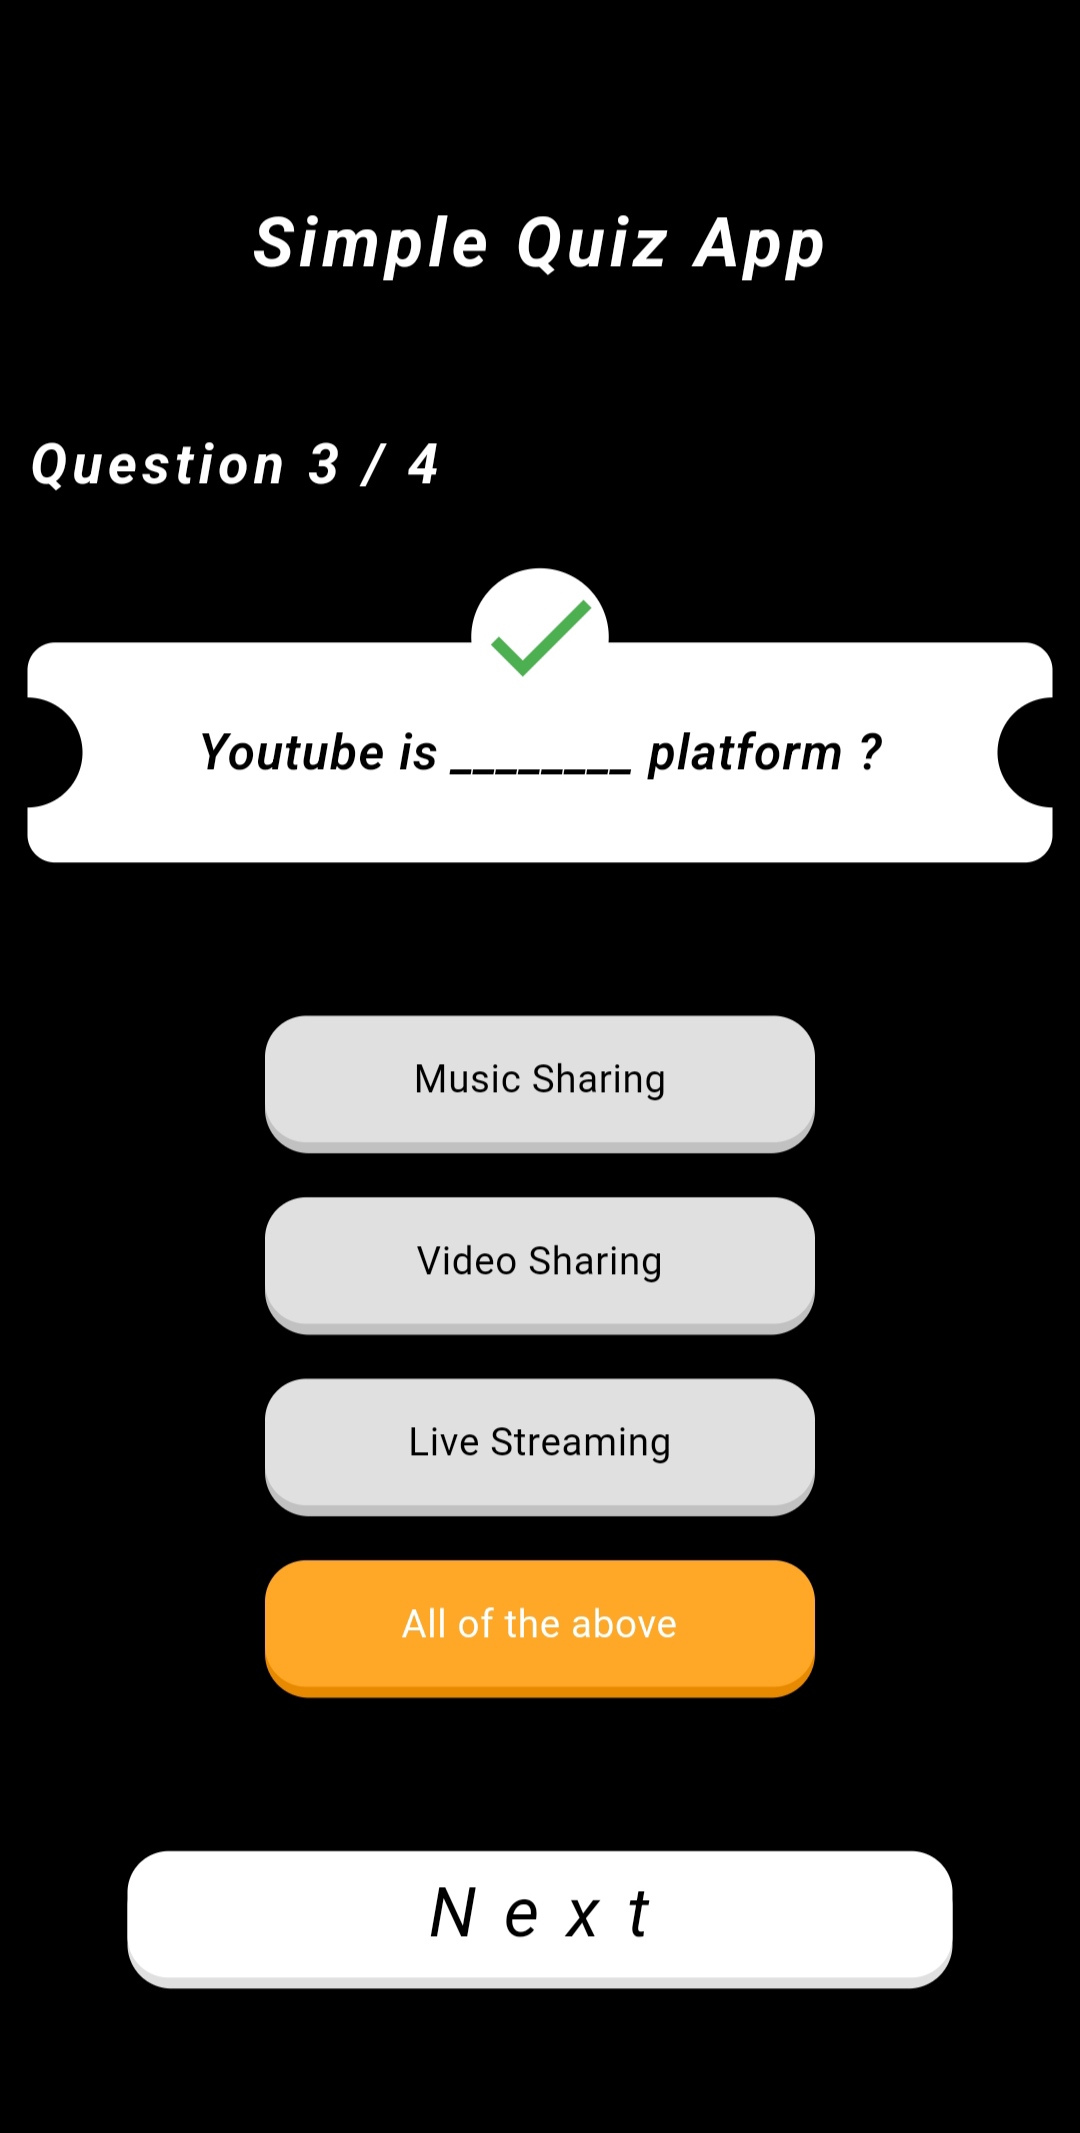 Simple Quiz App
Question 3 / 4
Youtube is ________ platform ?
Music Sharing
Video Sharing
Live Streaming
All of the above
Next